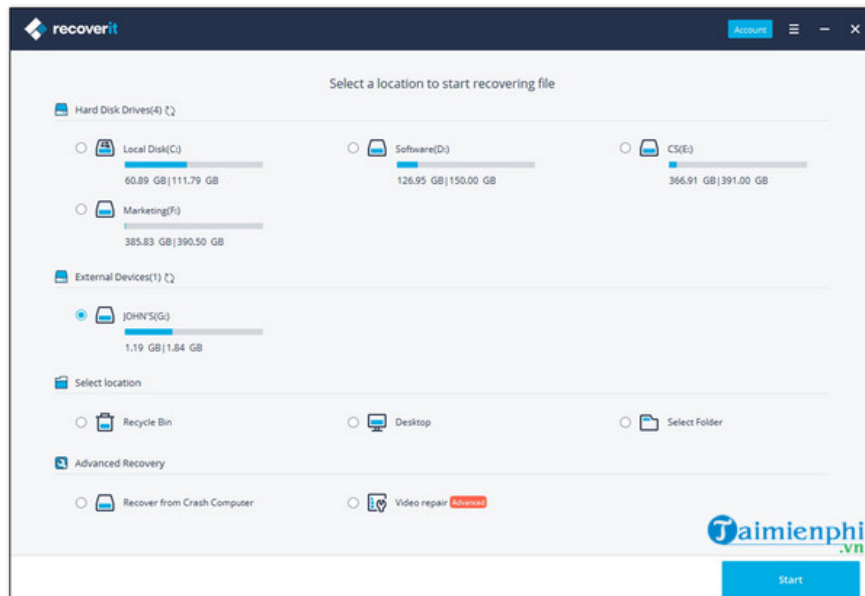 recoverit
Account
Select a location to start recovering file
Hard Disk Drives(4)
Local Disk(C:)
60.89 GB|111.79 GB
Software(D:)
126.95 GB|150.00 GB
CS(E:)
366.91 GB|391.00 GB
Marketing(F:)
385.83 GB|390.50 GB
External Devices(1)
JOHN'S(G:)
1.19 GB|1.84 GB
Select location
Recycle Bin
Desktop
Select Folder
Advanced Recovery
Recover from Crash Computer
Video repair Advanced
Taimienphi
.vn
Start